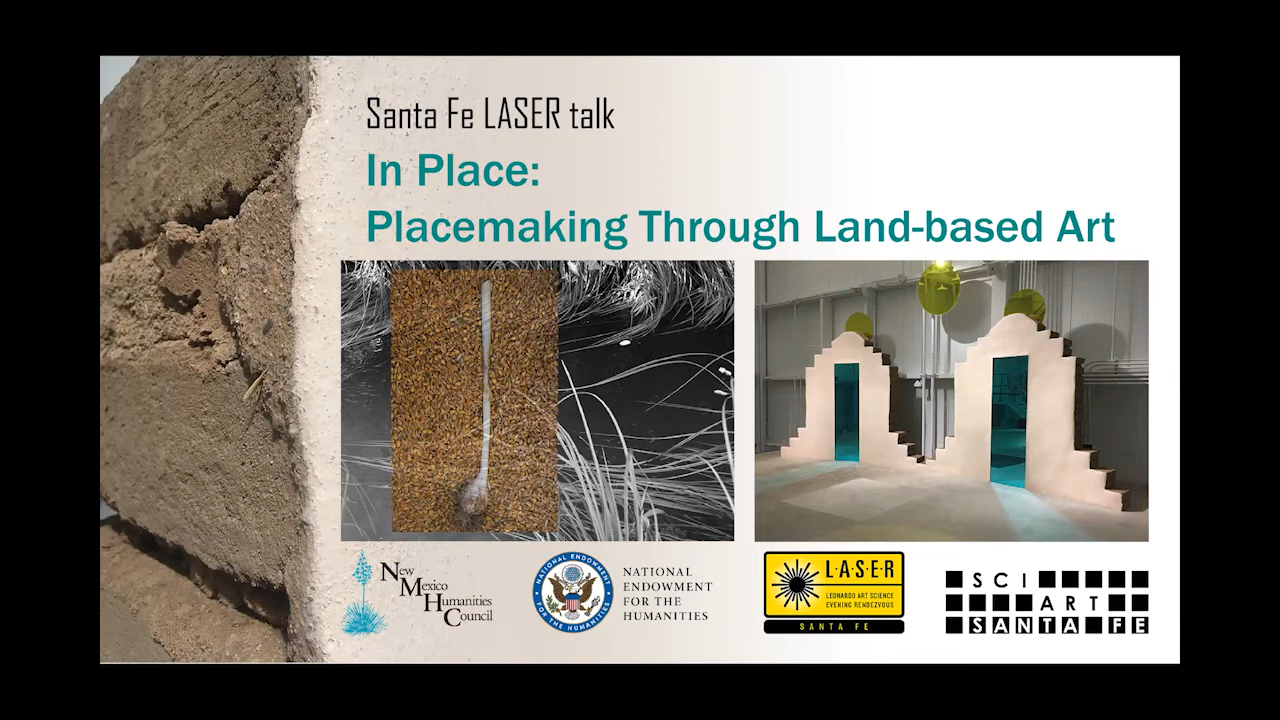 Santa Fe LASER talk
In Place:
Placemaking Through Land-based Art
New
Mexico
Humanities
Council
NATIONAL ENDOWMENT
FOR THE HUMANITIES
NATIONAL
ENDOWMENT
FOR THE
HUMANITIES
L·A·S·E·R
LEONARDO ART SCIENCE
EVENING RENDEZVOUS
SANTA FE
SCI
ART
SANTA FE